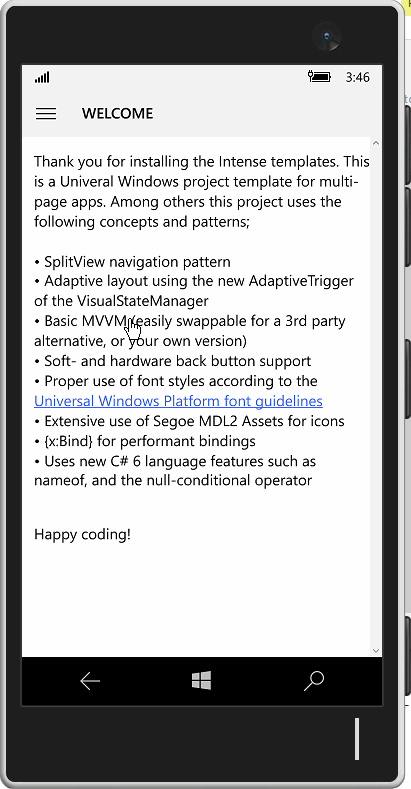 3:46
WELCOME
Thank you for installing the Intense templates. This
is a Univeral Windows project template for multi-
page apps. Among others this project uses the
following concepts and patterns;
• SplitView navigation pattern
• Adaptive layout using the new AdaptiveTrigger
of the VisualStateManager
• Basic MVVM (easily swappable for a 3rd party
alternative, or your own version)
• Soft- and hardware back button support
• Proper use of font styles according to the
Universal Windows Platform font guidelines
• Extensive use of Segoe MDL2 Assets for icons
• {x:Bind} for performant bindings
• Uses new C# 6 language features such as
nameof, and the null-conditional operator
Happy coding!